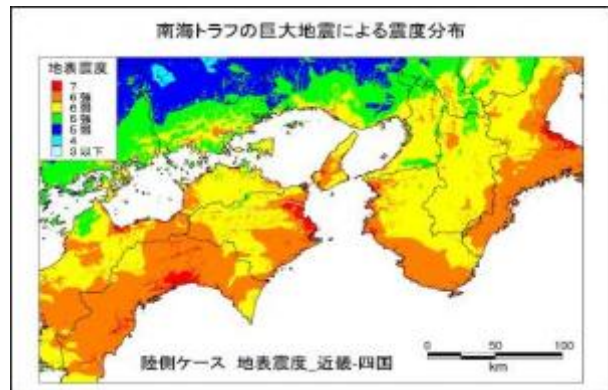 南海トラフの巨大地震による震度分布
地表震度
7
6強
6弱
5強
5弱
4
3以下
陸側ケース 地表震度_近畿-四国
0 50 100
km